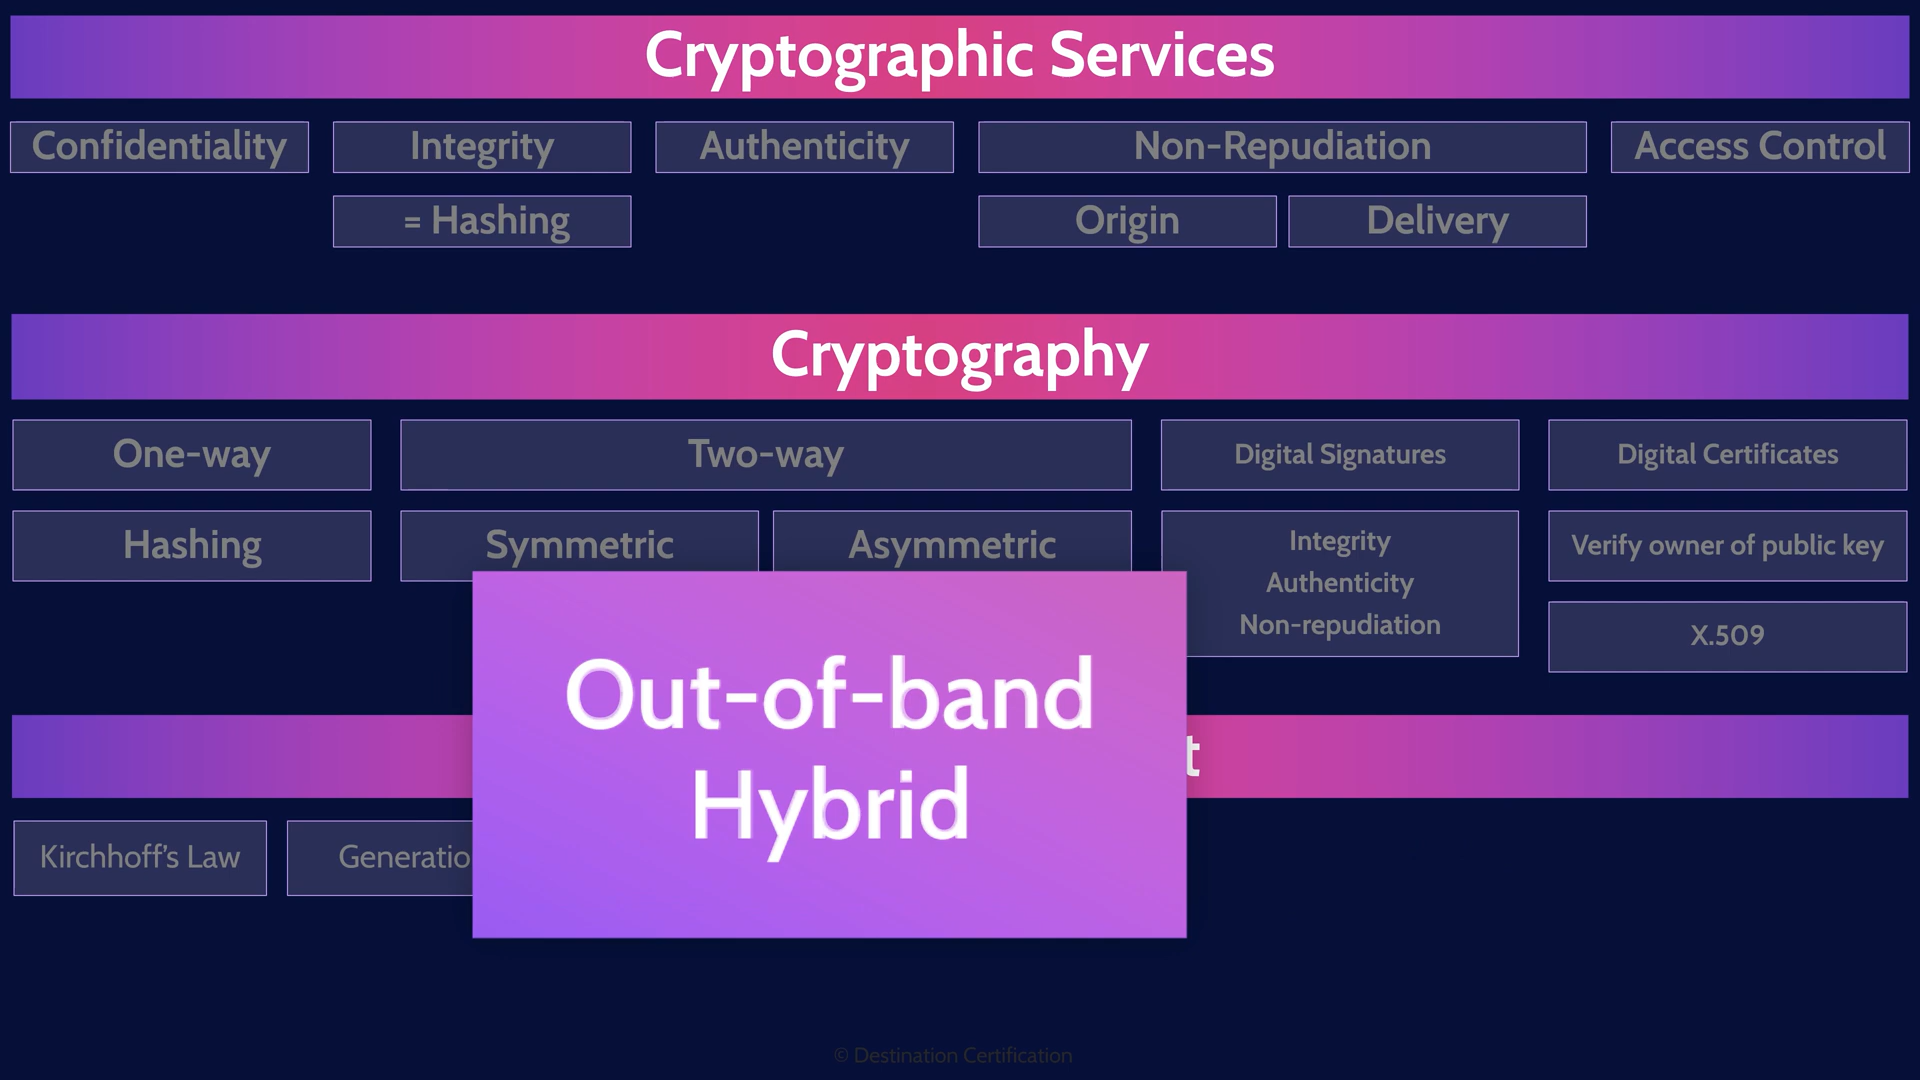 Cryptographic Services
Confidentiality
Integrity
Authenticity
Non-Repudiation
Access Control
= Hashing
Origin
Delivery
Cryptography
One-way
Two-way
Digital Signatures
Digital Certificates
Hashing
Symmetric
Asymmetric
Integrity
Authenticity
Non-repudiation
Verify owner of public key
X.509
Out-of-band
Hybrid
Kirchhoff's Law
© Destination Certification